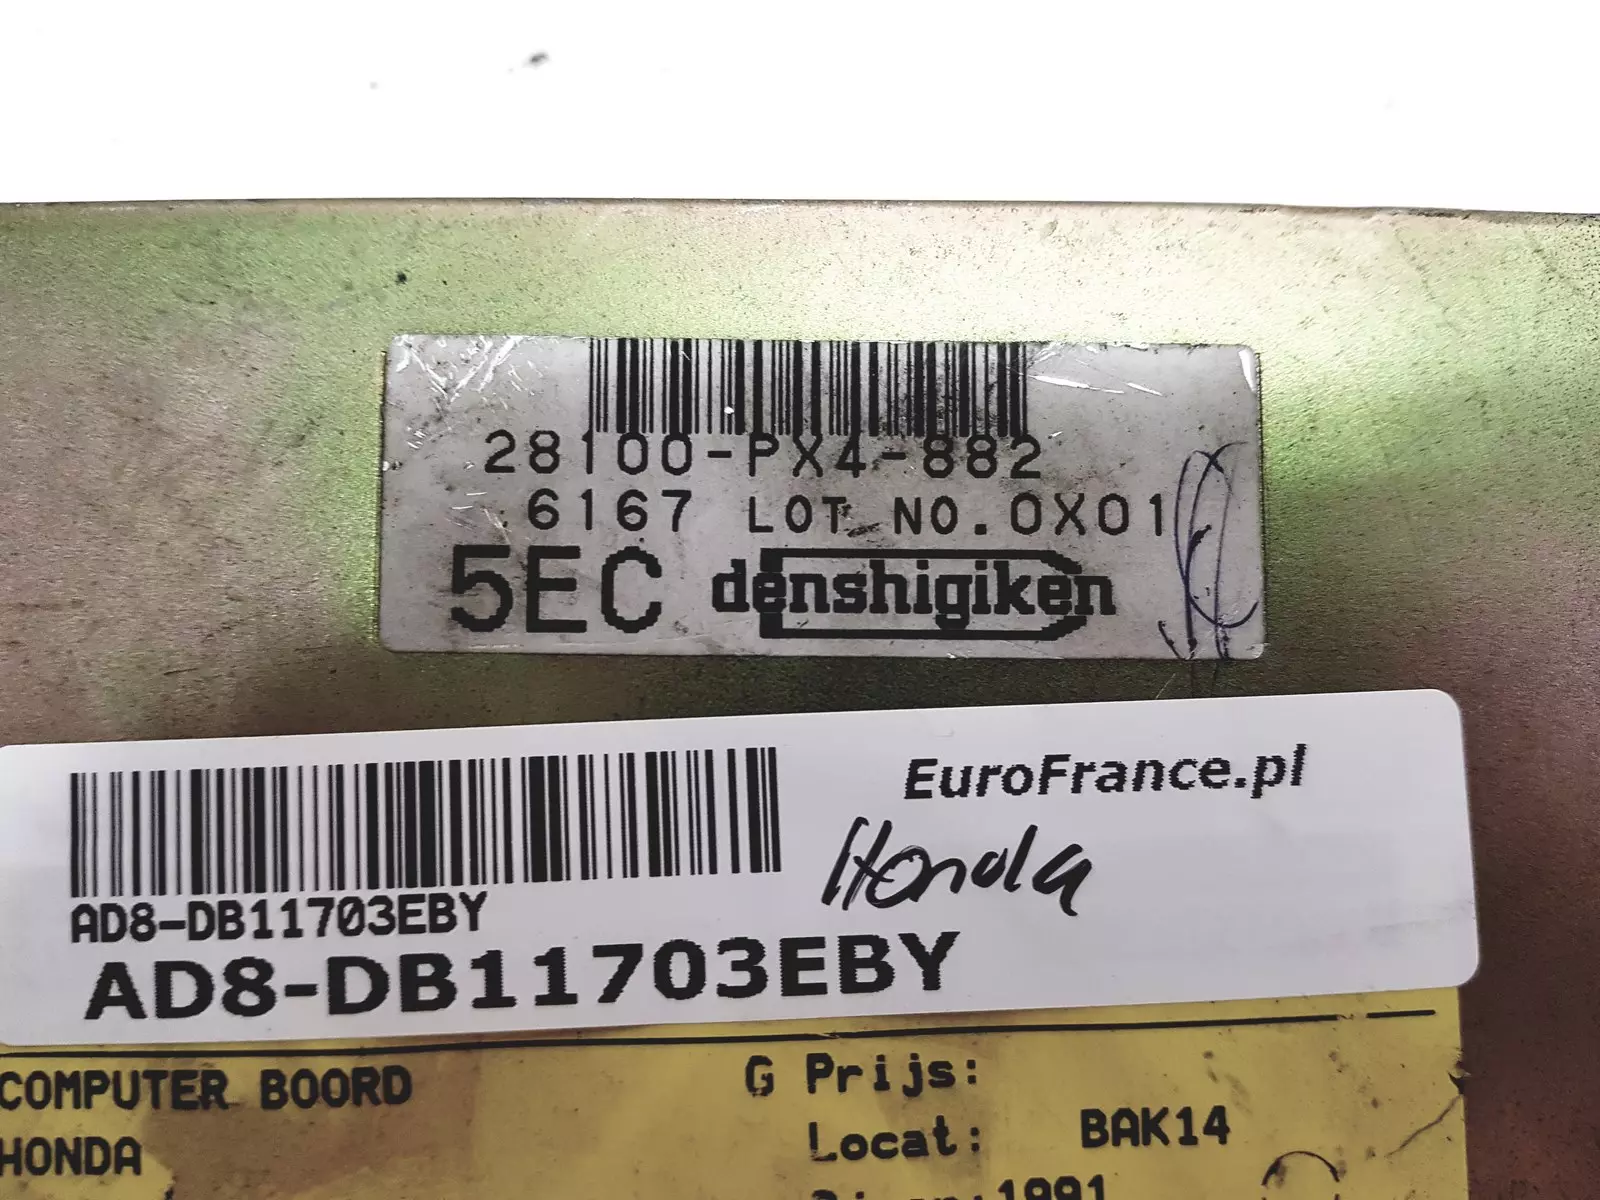 28100-PX4-882
6167 LOT NO.0X01
5EC denshigiken
EuroFrance.pl
Honda
AD8-DB11703EBY
AD8-DB11703EBY
COMPUTER BOORD
G Prijs:
HONDA
Locat: BAK14
1991